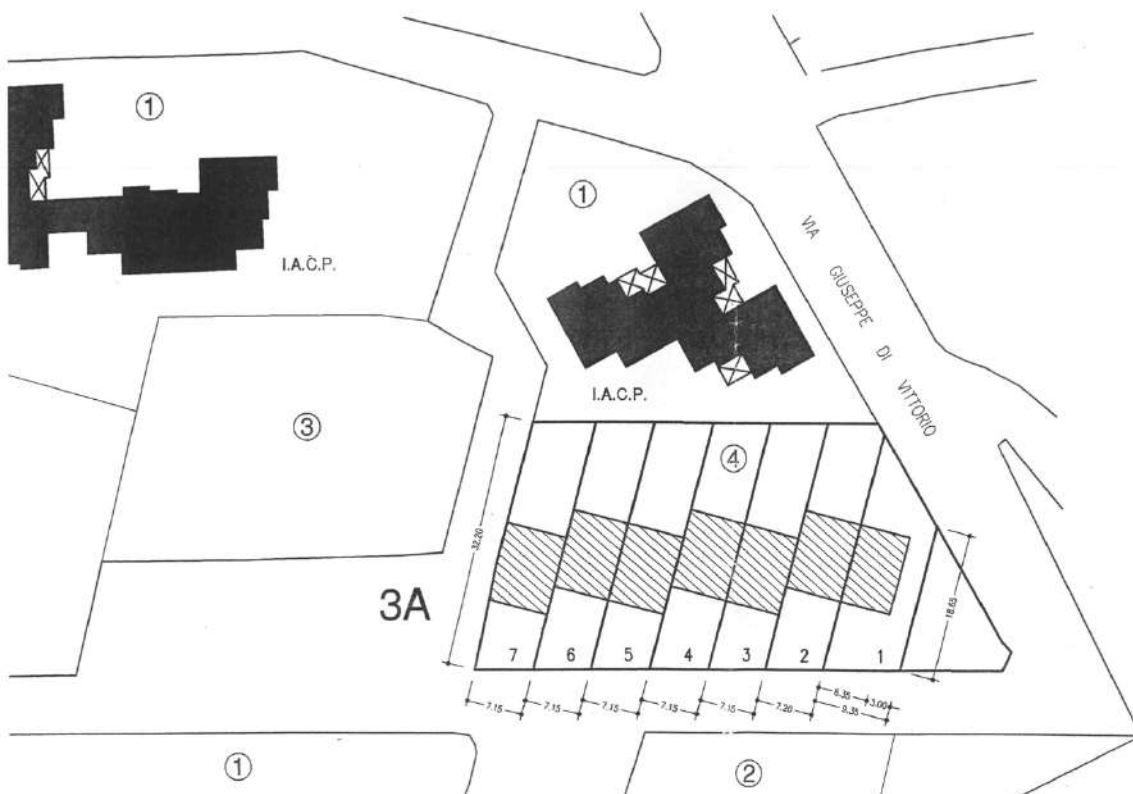 ①
①
I.A.C.P.
VIA GIUSEPPE DI VITTORIO
I.A.C.P.
③
④
32.20
3A
18.65
7 6 5 4 3 2 1
7.15 7.15 7.15 7.15 7.15 7.20 6.35 3.00
9.35
① ②